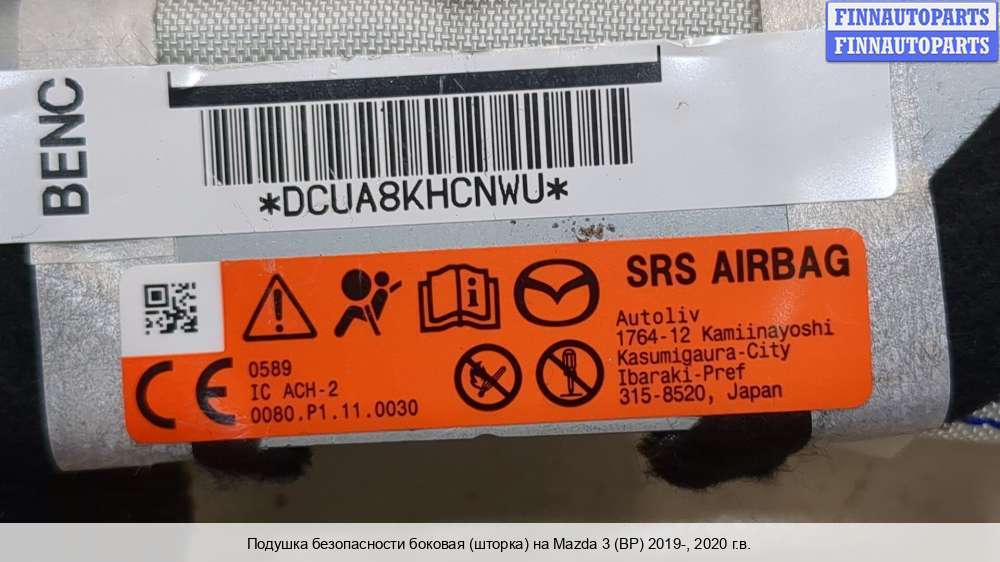 FINNAUTOPARTS
FINNAUTOPARTS
BENC
*DCUA8KHCNWU*
SRS AIRBAG
Autoliv
1764-12 Kamiinayoshi
Kasumigaura-City
Ibaraki-Pref
315-8520, Japan
CE
0589
IC ACH-2
0080.P1.11.0030
Подушка безопасности боковая (шторка) на Mazda 3 (BP) 2019-, 2020 г.в.